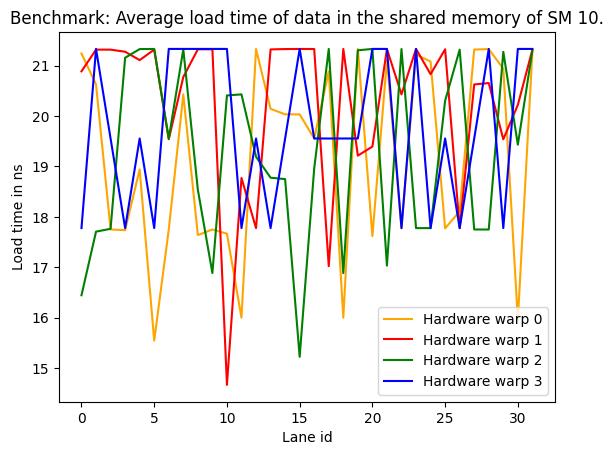 Benchmark: Average load time of data in the shared memory of SM 10.
Load time in ns
21
20
19
18
17
16
15
0
5
10
15
20
25
30
Lane id
Hardware warp 0
Hardware warp 1
Hardware warp 2
Hardware warp 3